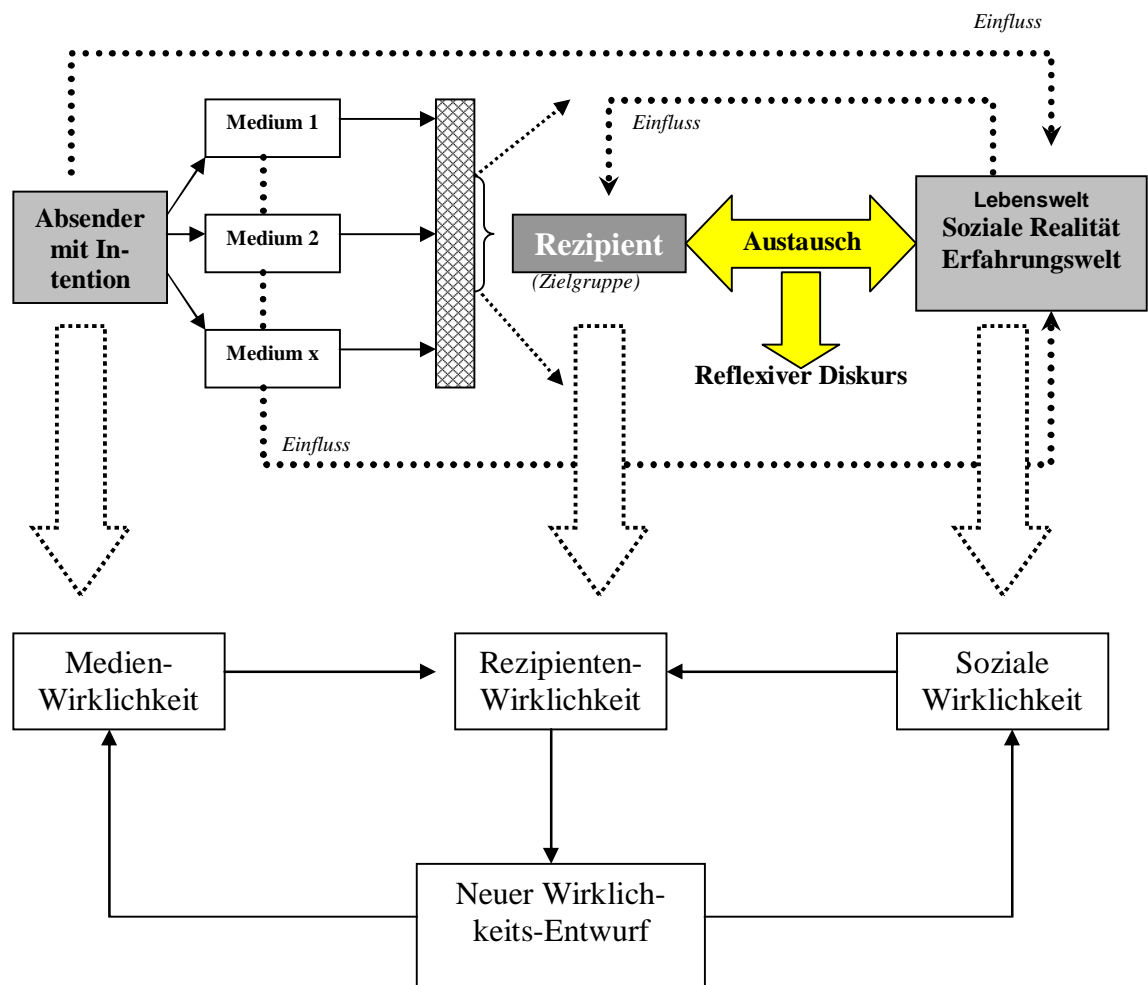 Einfluss
Medium 1
Einfluss
Absender
mit In-
tention
Medium 2
Rezipient
(Zielgruppe)
Austausch
Lebenswelt
Soziale Realität
Erfahrungswelt
Medium x
Reflexiver Diskurs
Einfluss
Medien-
Wirklichkeit
Rezipienten-
Wirklichkeit
Soziale
Wirklichkeit
Neuer Wirklich-
keits-Entwurf